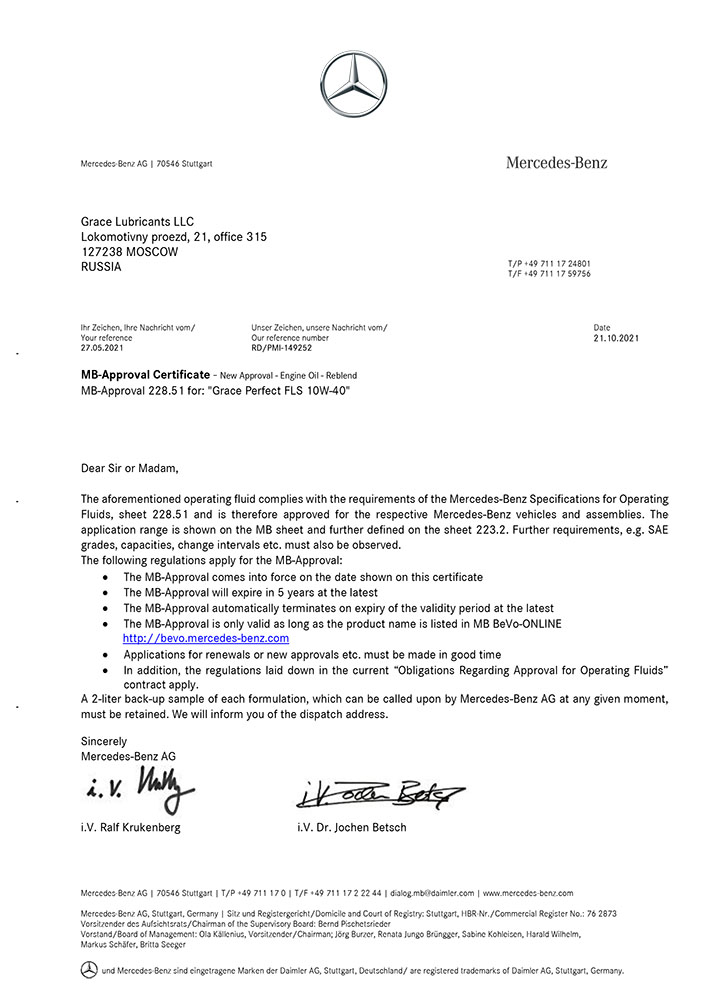 Mercedes-Benz AG | 70546 Stuttgart
Mercedes-Benz
Grace Lubricants LLC
Lokomotivny proezd, 21, office 315
127238 MOSCOW
RUSSIA
T/P +49 711 17 24801
T/F +49 711 17 59756
Ihr Zeichen, Ihre Nachricht vom/
Your reference
27.05.2021
Unser Zeichen, unsere Nachricht vom/
Our reference number
RD/PMI-149252
Date
21.10.2021
MB-Approval Certificate - New Approval - Engine Oil - Reblend
MB-Approval 228.51 for: "Grace Perfect FLS 10W-40"
Dear Sir or Madam,
The aforementioned operating fluid complies with the requirements of the Mercedes-Benz Specifications for Operating
Fluids, sheet 228.51 and is therefore approved for the respective Mercedes-Benz vehicles and assemblies. The
application range is shown on the MB sheet and further defined on the sheet 223.2. Further requirements, e.g. SAE
grades, capacities, change intervals etc. must also be observed.
The following regulations apply for the MB-Approval:
• The MB-Approval comes into force on the date shown on this certificate
• The MB-Approval will expire in 5 years at the latest
• The MB-Approval automatically terminates on expiry of the validity period at the latest
• The MB-Approval is only valid as long as the product name is listed in MB BeVo-ONLINE
http://bevo.mercedes-benz.com
• Applications for renewals or new approvals etc. must be made in good time
• In addition, the regulations laid down in the current “Obligations Regarding Approval for Operating Fluids”
contract apply.
A 2-liter back-up sample of each formulation, which can be called upon by Mercedes-Benz AG at any given moment,
must be retained. We will inform you of the dispatch address.
Sincerely
Mercedes-Benz AG
i.V.
i.V. Jochen Betsch
i.V. Ralf Krukenberg
i.V. Dr. Jochen Betsch
Mercedes-Benz AG | 70546 Stuttgart | T/P +49 711 17 0 | T/F +49 711 17 2 22 44 | dialog.mb@daimler.com | www.mercedes-benz.com
Mercedes-Benz AG, Stuttgart, Germany | Sitz und Registergericht/Domicile and Court of Registry: Stuttgart, HBR-Nr./Commercial Register No.: 76 2873
Vorsitzender des Aufsichtsrats/Chairman of the Supervisory Board: Bernd Pischetsrieder
Vorstand/Board of Management: Ola Källenius, Vorsitzender/Chairman; Jörg Burzer, Renata Jungo Brüngger, Sabine Kohleisen, Harald Wilhelm,
Markus Schäfer, Britta Seeger
und Mercedes-Benz sind eingetragene Marken der Daimler AG, Stuttgart, Deutschland/ are registered trademarks of Daimler AG, Stuttgart, Germany.